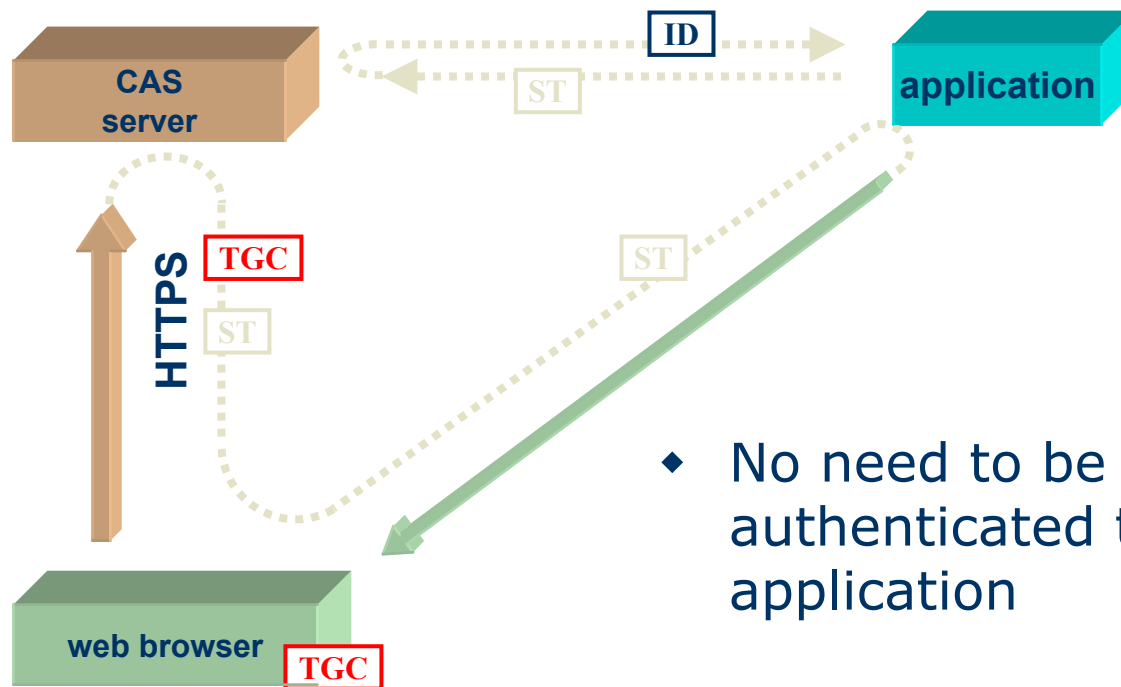 ID
CAS
server
application
ST
TGC
ST
HTTPS
ST
No need to be
authenticated
application
web browser
TGC